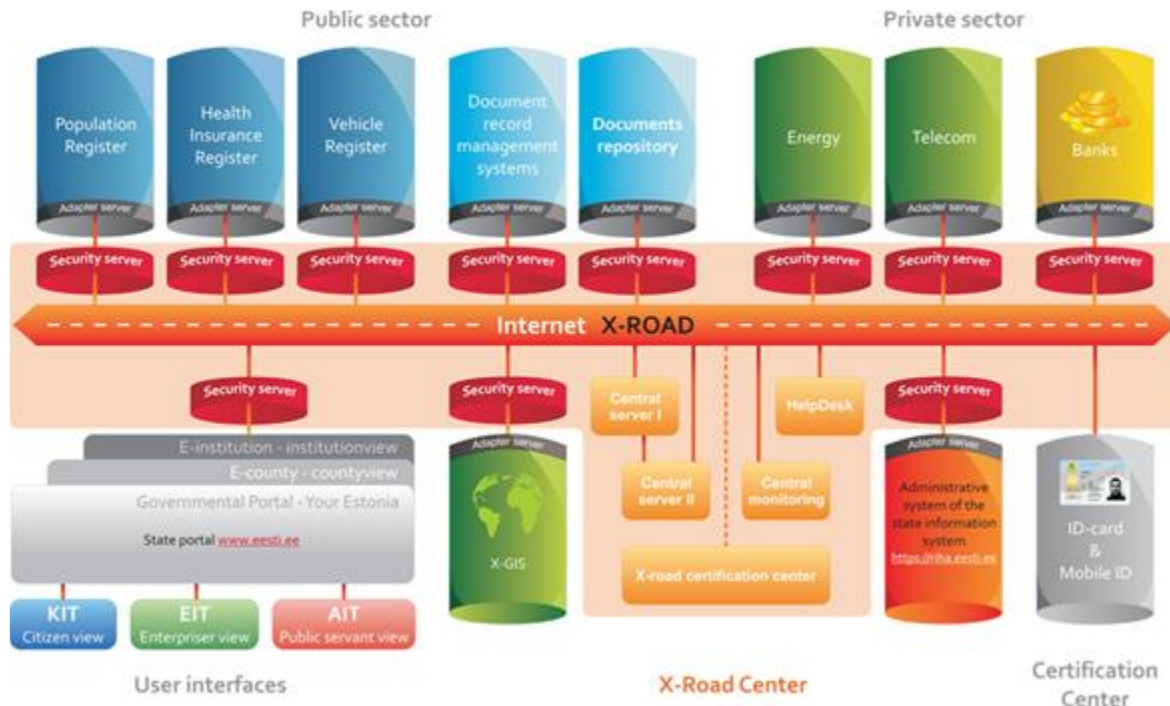 Public sector
Private sector
Population
Register
Health
Insurance
Register
Vehicle
Register
Document
record
management
systems
Documents
repository
Energy
Telecom
Banks
Adapter server
Adapter server
Adapter server
Adapter server
Adapter server
Adapter server
Adapter server
Adapter server
Security server
Security server
Security server
Security server
Security server
Security server
Security server
Security server
Internet X-ROAD
Security server
Security server
Central
server I
HelpDesk
Security server
E-institution - institutionview
E-county - countyview
Governmental Portal - Your Estonia
State portal www.eesti.ee
Adapter server
X-GIS
Central
server II
Central
monitoring
X-road certification center
Adapter server
Administrative
system of the
state information
system
https://riha.eesti.ee
ID-card
&
Mobile ID
KIT
Citizen view
EIT
Enterpriser view
AIT
Public servant view
User interfaces
X-Road Center
Certification
Center